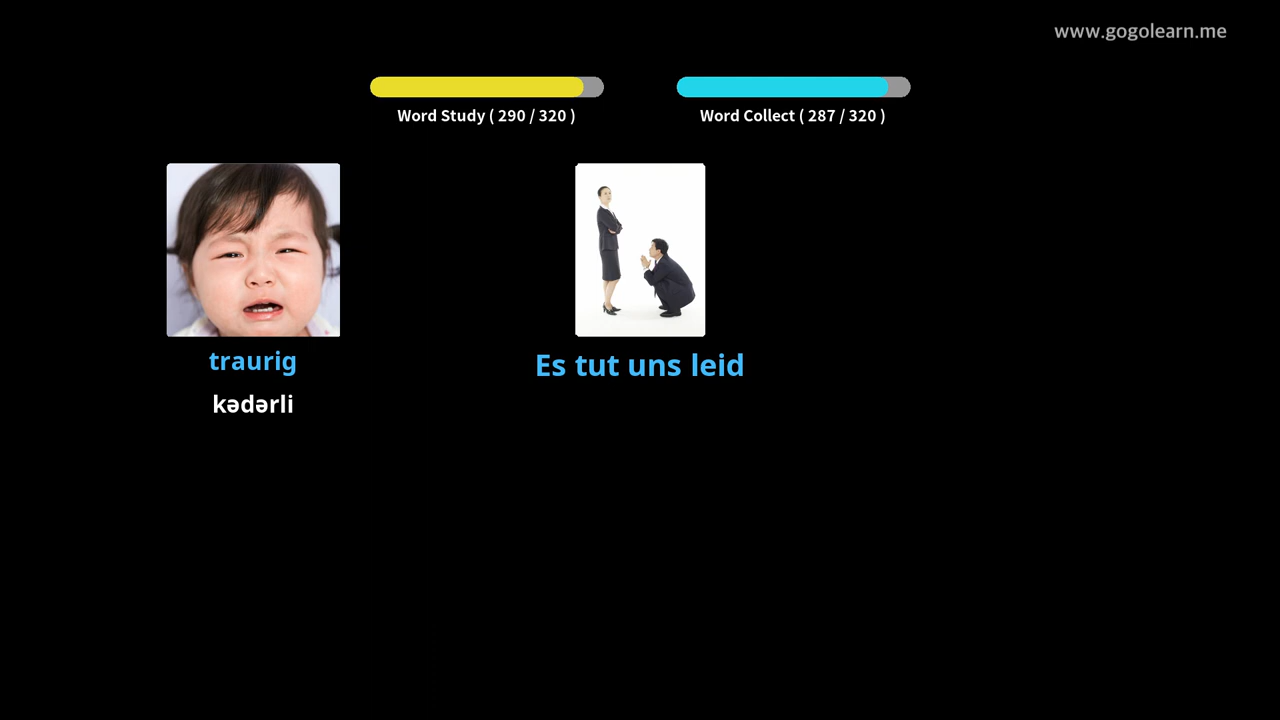 www.gogolearn.me
Word Study ( 290 / 320 )
Word Collect ( 287 / 320 )
traurig
kədərli
Es tut uns leid